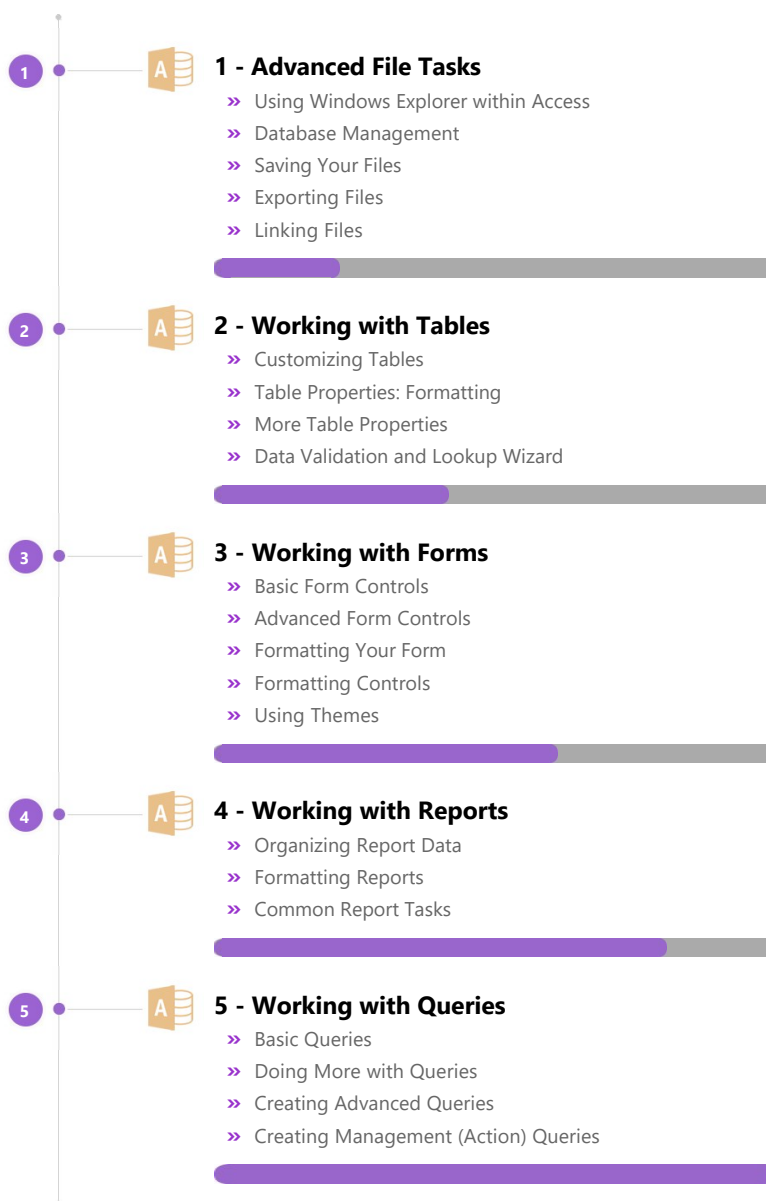 1
A
1 - Advanced File Tasks
» Using Windows Explorer within Access
» Database Management
» Saving Your Files
» Exporting Files
» Linking Files
2
A
2 - Working with Tables
» Customizing Tables
» Table Properties: Formatting
» More Table Properties
» Data Validation and Lookup Wizard
3
A
3 - Working with Forms
» Basic Form Controls
» Advanced Form Controls
» Formatting Your Form
» Formatting Controls
» Using Themes
4
A
4 - Working with Reports
» Organizing Report Data
» Formatting Reports
» Common Report Tasks
5
A
5 - Working with Queries
» Basic Queries
» Doing More with Queries
» Creating Advanced Queries
» Creating Management (Action) Queries